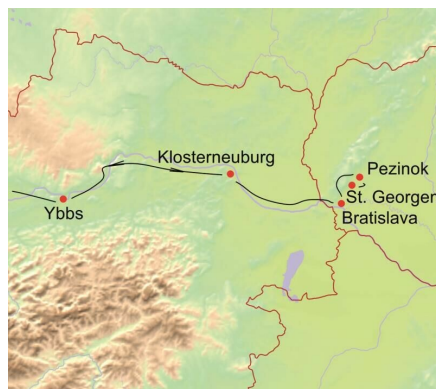 Klosterneuburg
Pezinok
St. Georgen
Ybbs
Bratislava